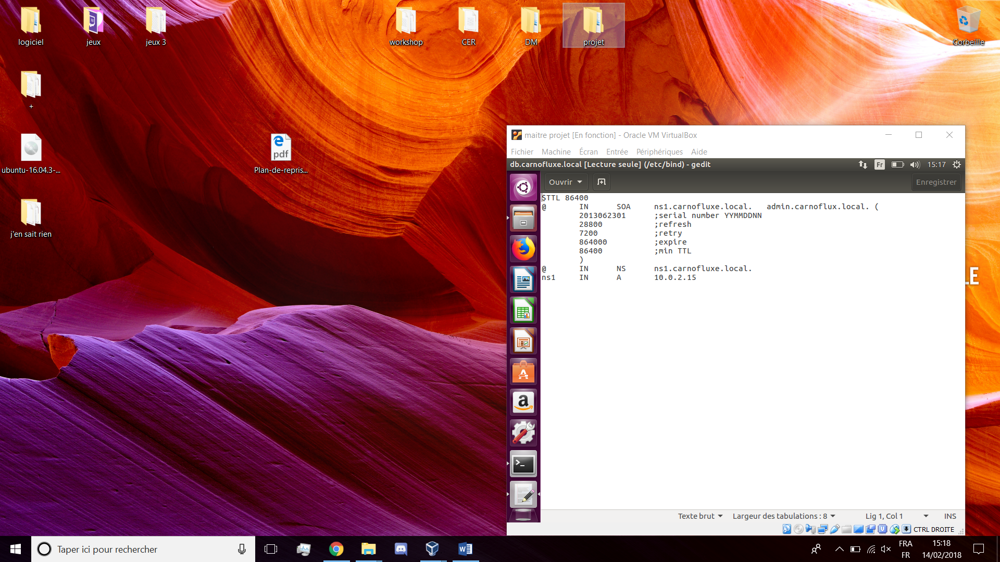 logiciel
jeux
jeux 3
workshop
CER
DM
projet
Corbeille
+
ubuntu-16.04.3-...
pdf
Plan-de-repris...
j'en sait rien
LE
maitre projet [En fonction] - Oracle VM VirtualBox
Fichier Machine Écran Entrée Périphériques Aide
db.carnofluxe.local [Lecture seule] (/etc/bind) - gedit
Fr
15:17
Ouvrir
Enregistrer
$TTL 86400
@ IN SOA ns1.carnofluxe.local. admin.carnoflux.local. (
2013062301 ;serial number YYMMDDNN
28800 ;refresh
7200 ;retry
864000 ;expire
86400 ;min TTL
)
@ IN NS ns1.carnofluxe.local.
ns1 IN A 10.0.2.15
Texte brut
Largeur des tabulations : 8
Lig 1, Col 1
INS
CTRL DROITE
Taper ici pour rechercher
FRA
FR
15:18
14/02/2018